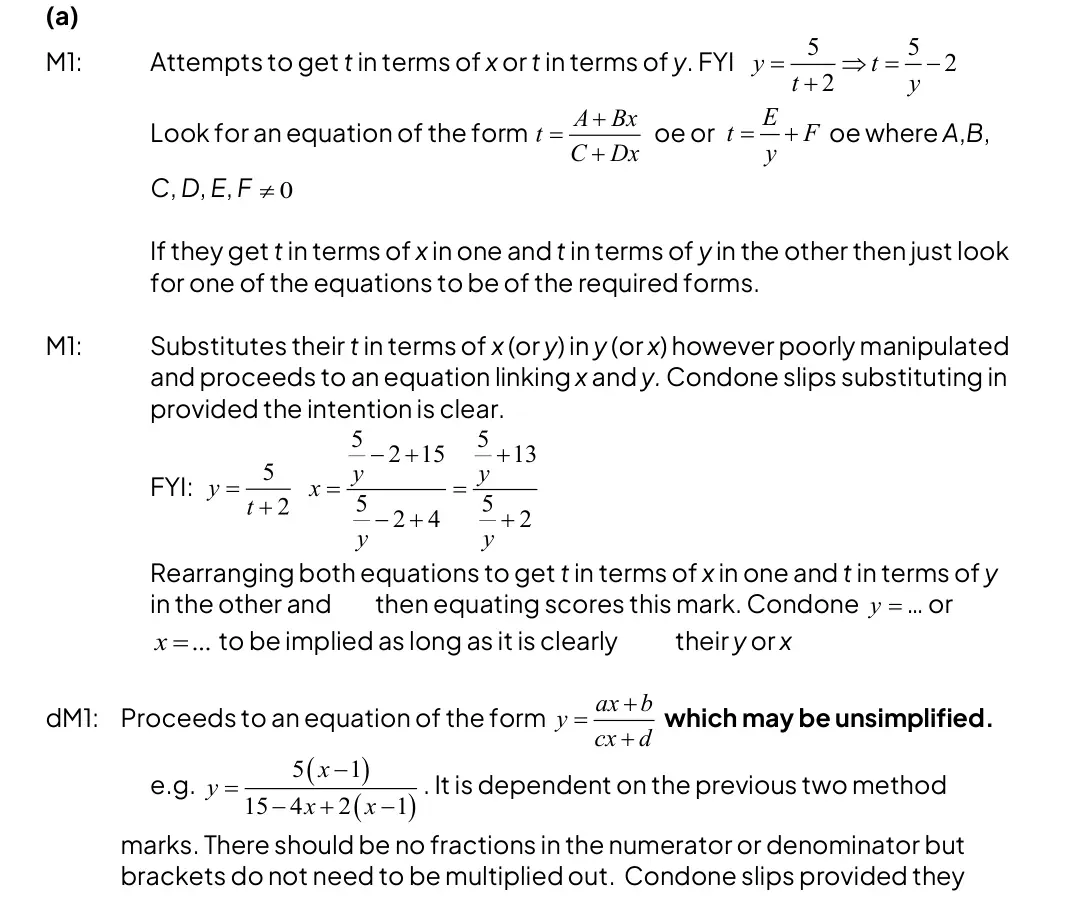 (a)
M1: Attempts to get t in terms of x or t in terms of y. FYI y = 5/(t+2) ⇒ t = 5/y − 2
Look for an equation of the form t = (A+Bx)/(C+Dx) oe or t = E/y + F oe where A,B,
C, D, E, F ≠ 0
If they get t in terms of x in one and t in terms of y in the other then just look
for one of the equations to be of the required forms.
M1: Substitutes their t in terms of x (or y) in y (or x) however poorly manipulated
and proceeds to an equation linking x and y. Condone slips substituting in
provided the intention is clear.
FYI: y = 5/(t+2) x = (5/y − 2 + 15)/(5/y − 2 + 4) = (5/y + 13)/(5/y + 2)
Rearranging both equations to get t in terms of x in one and t in terms of y
in the other and then equating scores this mark. Condone y = ... or
x = ... to be implied as long as it is clearly their y or x
dM1: Proceeds to an equation of the form y = (ax+b)/(cx+d) which may be unsimplified.
e.g. y = 5(x−1)/(15−4x+2(x−1)) . It is dependent on the previous two method
marks. There should be no fractions in the numerator or denominator but
brackets do not need to be multiplied out. Condone slips provided they